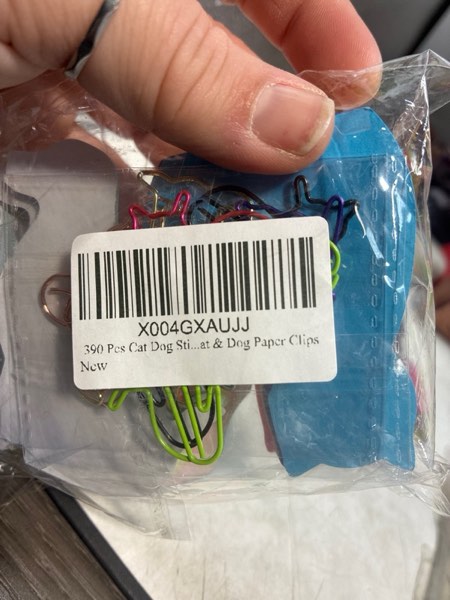 X004GXAUJJ
390 Pcs Cat Dog Sti...at & Dog Paper Clips
New